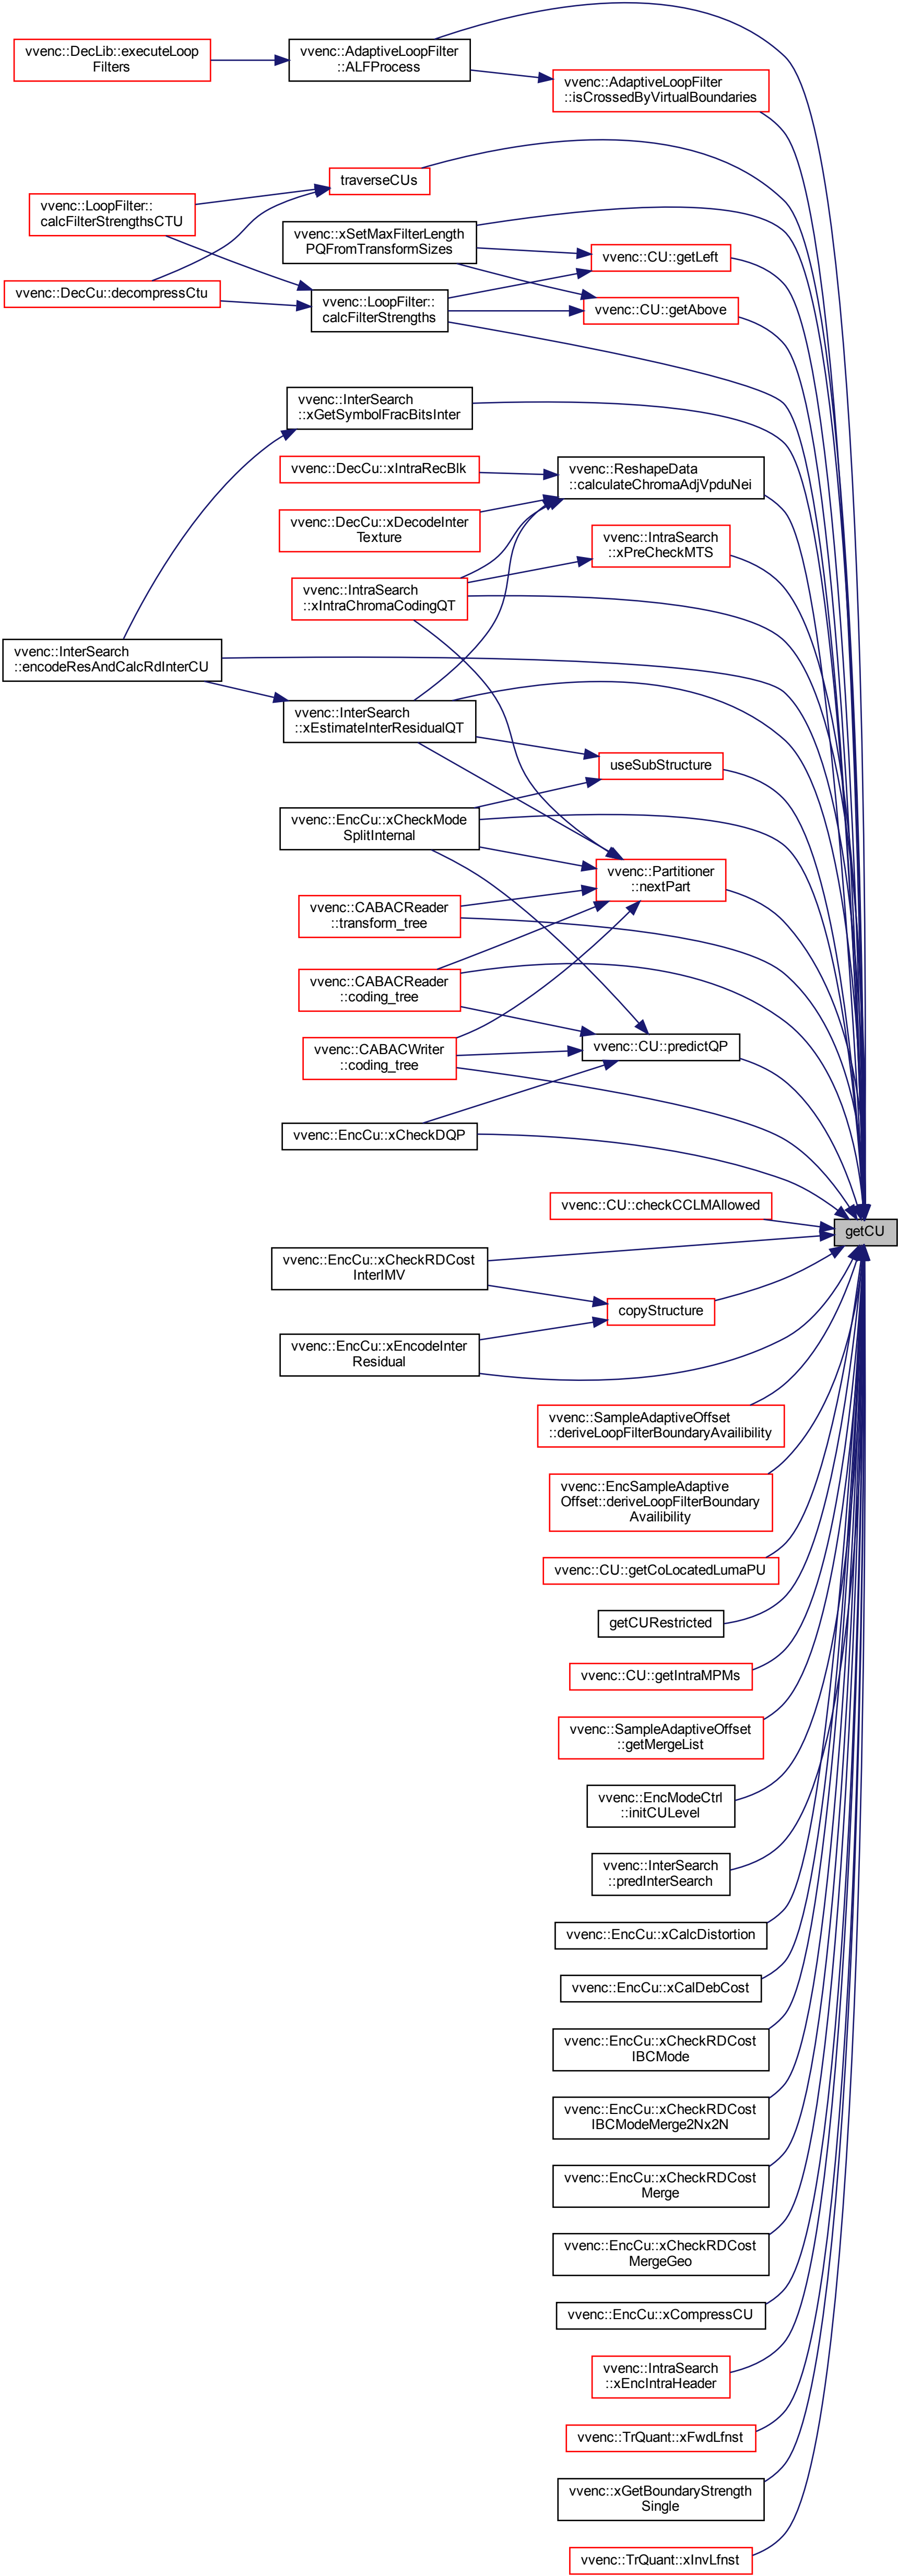 vvenc::DecLib::executeLoop
Filters
vvenc::AdaptiveLoopFilter
::ALFProcess
vvenc::AdaptiveLoopFilter
::isCrossedByVirtualBoundaries
traverseCUs
vvenc::LoopFilter::
calcFilterStrengthsCTU
vvenc::xSetMaxFilterLength
PQFromTransformSizes
vvenc::CU::getLeft
vvenc::DecCu::decompressCtu
vvenc::LoopFilter::
calcFilterStrengths
vvenc::CU::getAbove
vvenc::InterSearch
::xGetSymbolFracBitsInter
vvenc::DecCu::xIntraRecBlk
vvenc::ReshapeData
::calculateChromaAdjVpduNei
vvenc::DecCu::xDecodeInter
Texture
vvenc::IntraSearch
::xPreCheckMTS
vvenc::IntraSearch
::xIntraChromaCodingQT
vvenc::InterSearch
::encodeResAndCalcRdInterCU
vvenc::InterSearch
::xEstimateInterResidualQT
useSubStructure
vvenc::EncCu::xCheckMode
SplitInternal
vvenc::Partitioner
::nextPart
vvenc::CABACReader
::transform_tree
vvenc::CABACReader
::coding_tree
vvenc::CABACWriter
::coding_tree
vvenc::CU::predictQP
vvenc::EncCu::xCheckDQP
vvenc::CU::checkCCLMAllowed
getCU
vvenc::EncCu::xCheckRDCost
InterIMV
copyStructure
vvenc::EncCu::xEncodeInter
Residual
vvenc::SampleAdaptiveOffset
::deriveLoopFilterBoundaryAvailibility
vvenc::EncSampleAdaptive
Offset::deriveLoopFilterBoundary
Availibility
vvenc::CU::getCoLocatedLumaPU
getCURestricted
vvenc::CU::getIntraMPMs
vvenc::SampleAdaptiveOffset
::getMergeList
vvenc::EncModeCtrl
::initCULevel
vvenc::InterSearch
::predInterSearch
vvenc::EncCu::xCalcDistortion
vvenc::EncCu::xCalDebCost
vvenc::EncCu::xCheckRDCost
IBCMode
vvenc::EncCu::xCheckRDCost
IBCModeMerge2Nx2N
vvenc::EncCu::xCheckRDCost
Merge
vvenc::EncCu::xCheckRDCost
MergeGeo
vvenc::EncCu::xCompressCU
vvenc::IntraSearch
::xEncIntraHeader
vvenc::TrQuant::xFwdLfnst
vvenc::xGetBoundaryStrength
Single
vvenc::TrQuant::xInvLfnst